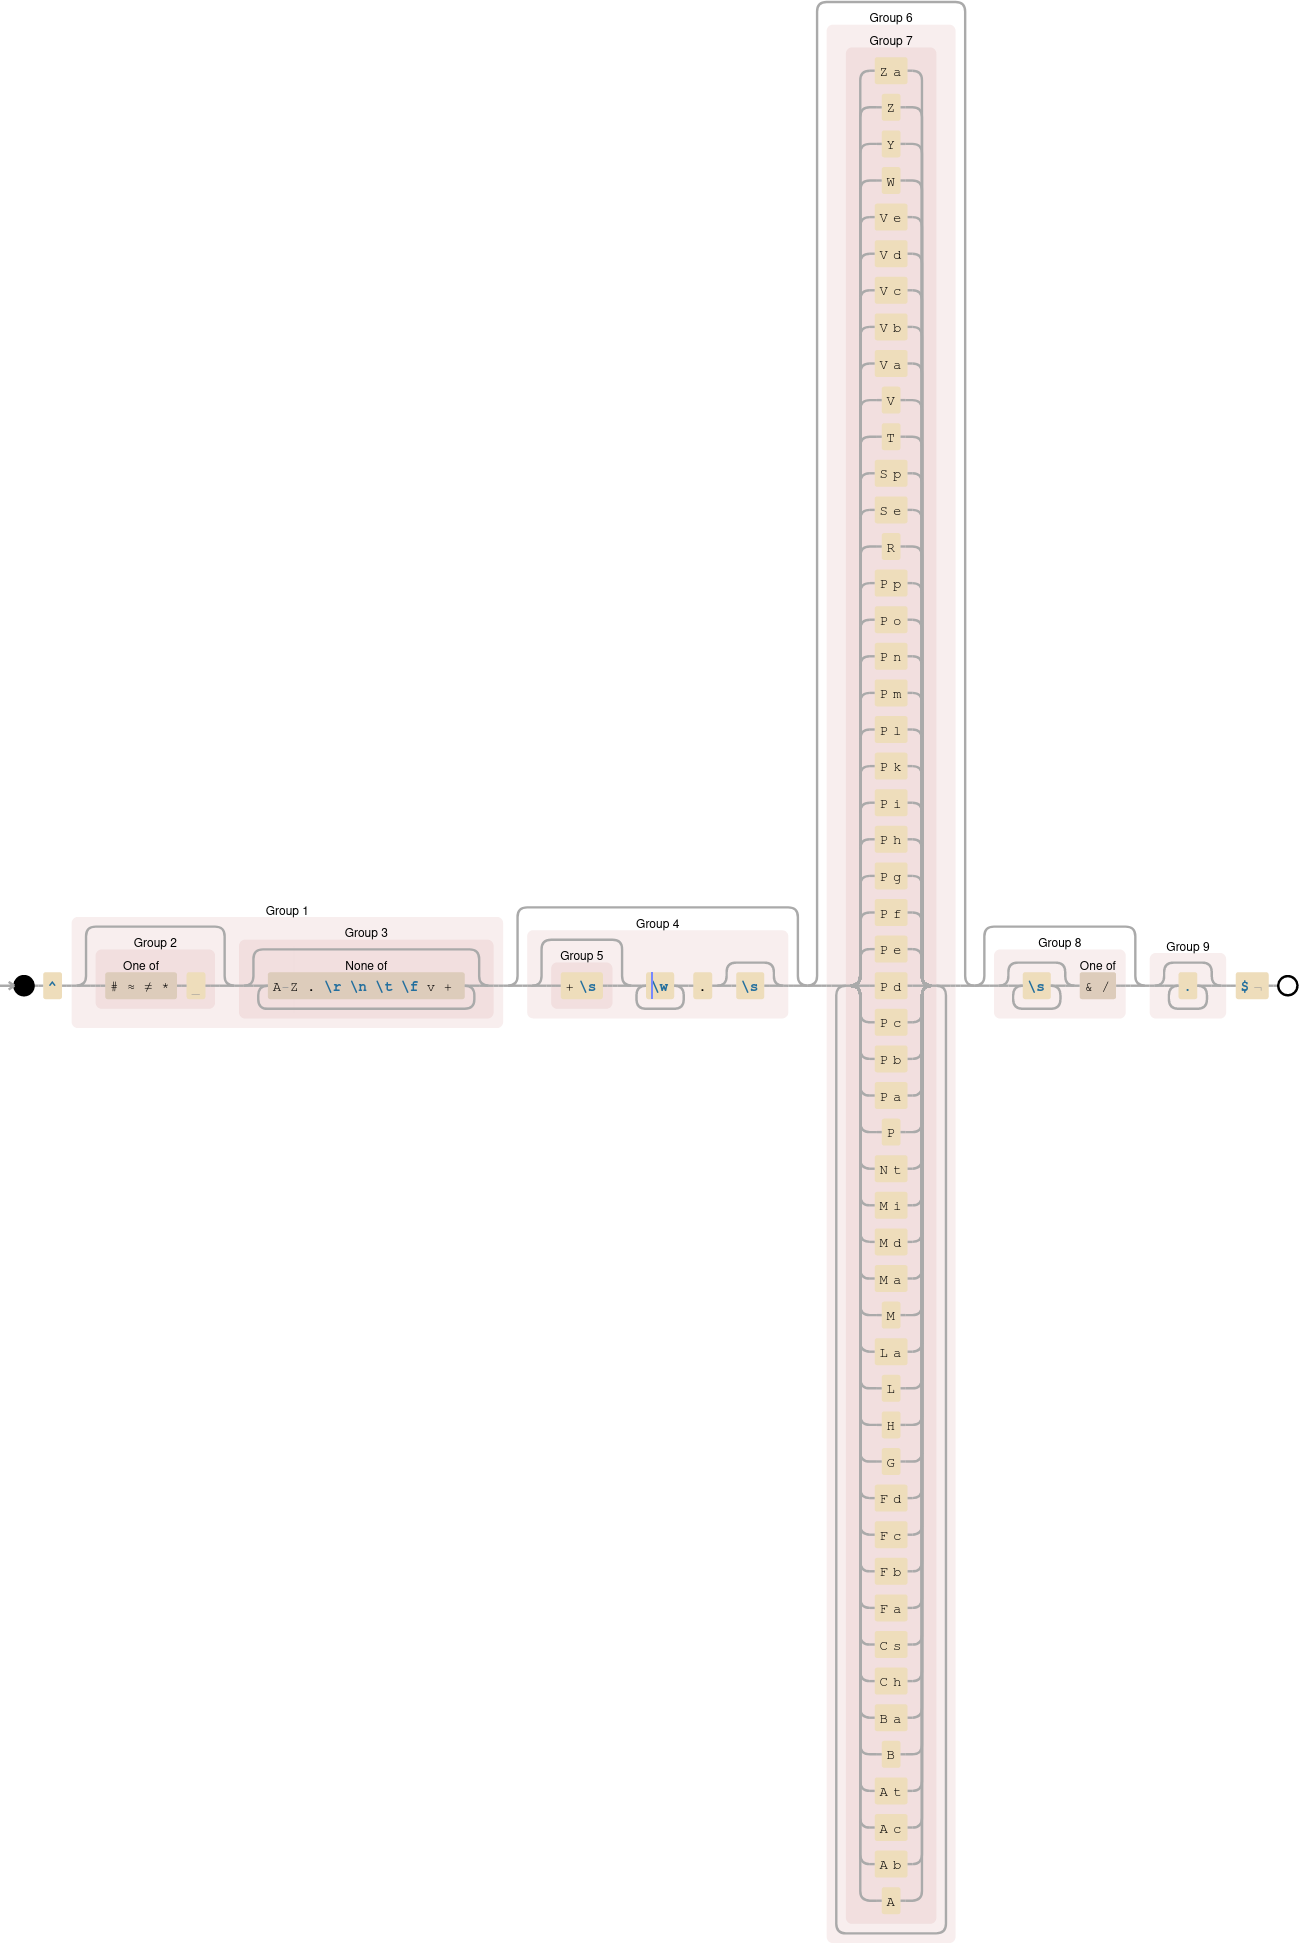 Group 6
Group 7
Za
Z
Y
W
Ve
Vd
Vc
Vb
Va
V
T
Sp
Se
R
Pp
Po
Pn
Pm
Pl
Pk
Pi
Ph
Pg
Pf
Pe
Group 1
Group 2
One of
# ≈ ≠ *
_
Group 3
None of
A-Z . \r \n \t \f v +
^
Group 4
Group 5
+ \s
\w
.
\s
Pd
Group 8
\s
One of
& /
Group 9
.
$ ¬
Pc
Pb
Pa
P
Nt
Mi
Md
Ma
M
La
L
H
G
Fd
Fc
Fb
Fa
Cs
Ch
Ba
B
At
Ac
Ab
A